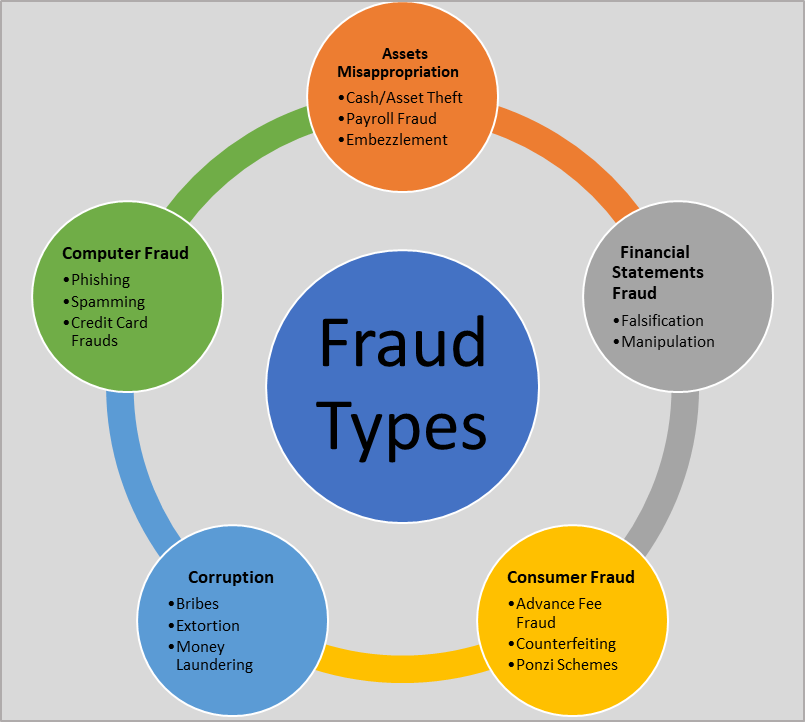 Assets
Misappropriation
•Cash/Asset Theft
•Payroll Fraud
•Embezzlement
Financial
Statements
Fraud
•Falsification
•Manipulation
Consumer Fraud
•Advance Fee
Fraud
•Counterfeiting
•Ponzi Schemes
Corruption
•Bribes
•Extortion
•Money
Laundering
Computer Fraud
•Phishing
•Spamming
•Credit Card
Frauds
Fraud
Types